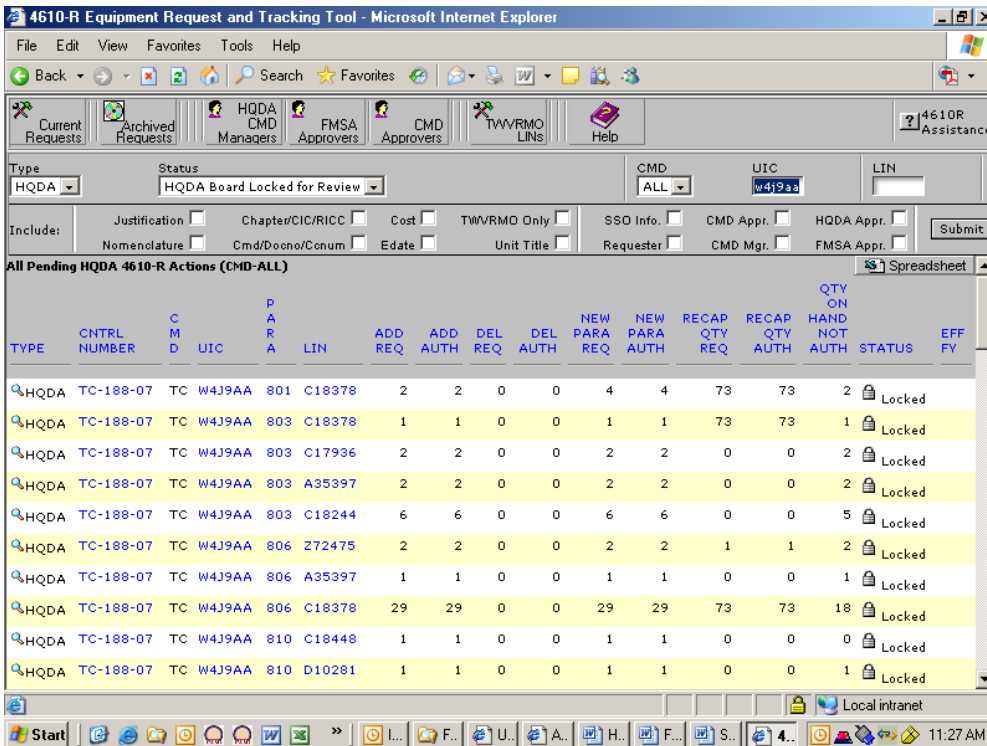 4610-R Equipment Request and Tracking Tool - Microsoft Internet Explorer
File Edit View Favorites Tools Help
Back Search Favorites
Current Requests Archived Requests HQDA CMD Managers FMSA Approvers CMD Approvers TWVRMO LINs Help 4610R Assistance
Type Status CMD UIC LIN
HQDA HQDA Board Locked for Review ALL w4j9aa
Include: Justification Chapter/CIC/RICC Cost TWVRMO Only SSO Info. CMD Appr. HQDA Appr. Submit
Nomenclature Cmd/Docno/Ccnum Edate Unit Title Requester CMD Mgr. FMSA Appr.
All Pending HQDA 4610-R Actions (CMD-ALL) Spreadsheet
TYPE CNTRL NUMBER CMD UIC PARA LIN ADD REQ ADD AUTH DEL REQ DEL AUTH NEW PARA REQ NEW PARA AUTH RECAP QTY REQ RECAP QTY AUTH QTY ON HAND NOT AUTH STATUS EFF FY
HQDA TC-188-07 TC W4J9AA 801 C18378 2 2 0 0 4 4 73 73 2 Locked
HQDA TC-188-07 TC W4J9AA 803 C18378 1 1 0 0 1 1 73 73 1 Locked
HQDA TC-188-07 TC W4J9AA 803 C17936 2 2 0 0 2 2 0 0 2 Locked
HQDA TC-188-07 TC W4J9AA 803 A35397 2 2 0 0 2 2 0 0 2 Locked
HQDA TC-188-07 TC W4J9AA 803 C18244 6 6 0 0 6 6 0 0 5 Locked
HQDA TC-188-07 TC W4J9AA 806 Z72475 2 2 0 0 2 2 1 1 2 Locked
HQDA TC-188-07 TC W4J9AA 806 A35397 1 1 0 0 1 1 0 0 1 Locked
HQDA TC-188-07 TC W4J9AA 806 C18378 29 29 0 0 29 29 73 73 18 Locked
HQDA TC-188-07 TC W4J9AA 810 C18448 1 1 0 0 1 1 0 0 0 Locked
HQDA TC-188-07 TC W4J9AA 810 D10281 1 1 0 0 1 1 0 0 1 Locked
Local intranet
Start I... F... U... A... H... F... S... 4... 11:27 AM